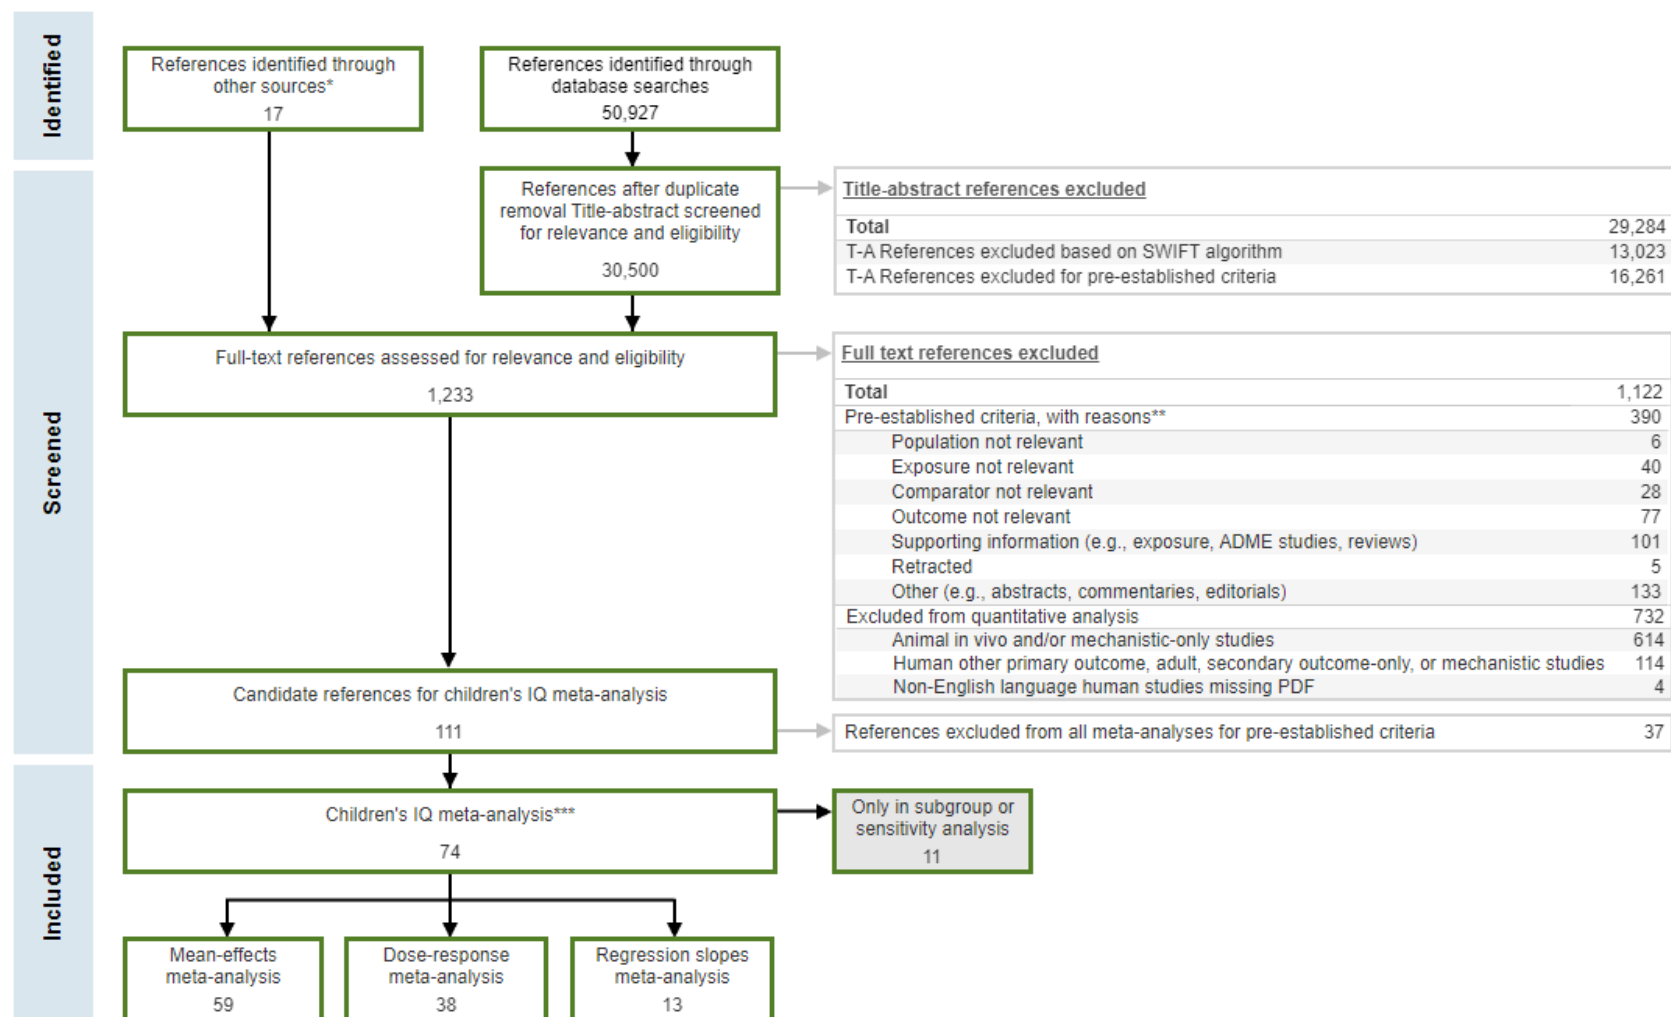 Identified
References identified through
other sources*
17
References identified through
database searches
50,927
Screened
References after duplicate
removal Title-abstract screened
for relevance and eligibility
30,500
Title-abstract references excluded
Total 29,284
T-A References excluded based on SWIFT algorithm 13,023
T-A References excluded for pre-established criteria 16,261
Full-text references assessed for relevance and eligibility
1,233
Full text references excluded
Total 1,122
Pre-established criteria, with reasons** 390
Population not relevant 6
Exposure not relevant 40
Comparator not relevant 28
Outcome not relevant 77
Supporting information (e.g., exposure, ADME studies, reviews) 101
Retracted 5
Other (e.g., abstracts, commentaries, editorials) 133
Excluded from quantitative analysis 732
Animal in vivo and/or mechanistic-only studies 614
Human other primary outcome, adult, secondary outcome-only, or mechanistic studies 114
Non-English language human studies missing PDF 4
Candidate references for children's IQ meta-analysis
111
References excluded from all meta-analyses for pre-established criteria 37
Included
Children's IQ meta-analysis***
74
Only in subgroup or
sensitivity analysis
11
Mean-effects
meta-analysis
59
Dose-response
meta-analysis
38
Regression slopes
meta-analysis
13